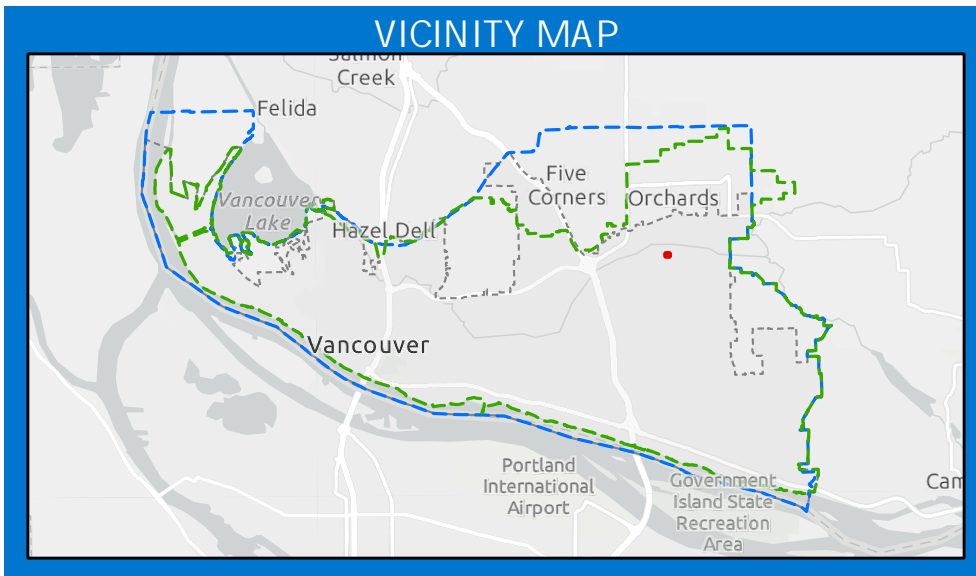 VICINITY MAP
Salmon
Creek
Felida
Five
Corners
Orchards
Vancouver
Lake
Hazel Dell
Vancouver
Portland
International
Airport
Government
Island State
Recreation
Area
Cam